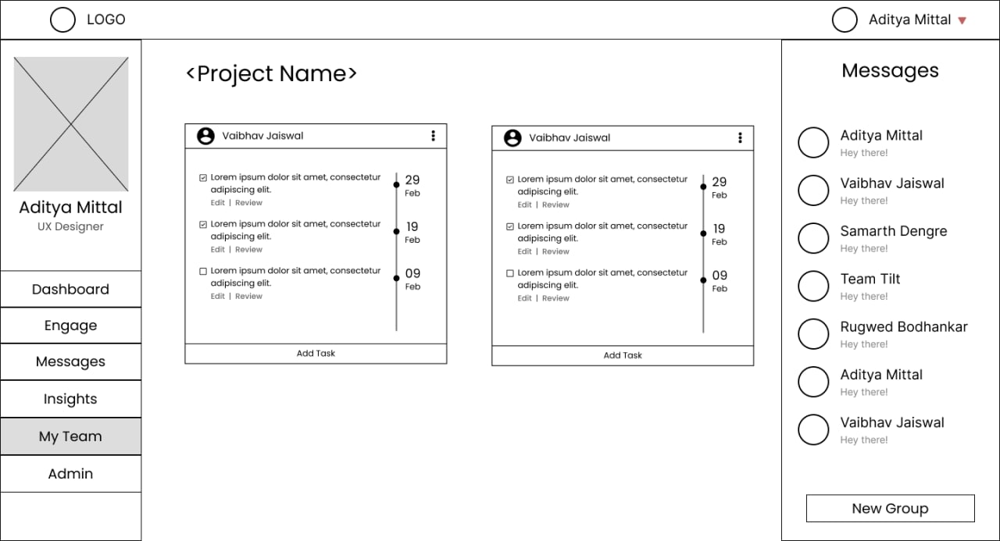 LOGO
Aditya Mittal
Aditya Mittal
UX Designer
Dashboard
Engage
Messages
Insights
My Team
Admin
<Project Name>
Vaibhav Jaiswal
Lorem ipsum dolor sit amet, consectetur
adipiscing elit.
Edit | Review
29
Feb
Lorem ipsum dolor sit amet, consectetur
adipiscing elit.
Edit | Review
19
Feb
Lorem ipsum dolor sit amet, consectetur
adipiscing elit.
Edit | Review
09
Feb
Add Task
Vaibhav Jaiswal
Lorem ipsum dolor sit amet, consectetur
adipiscing elit.
Edit | Review
29
Feb
Lorem ipsum dolor sit amet, consectetur
adipiscing elit.
Edit | Review
19
Feb
Lorem ipsum dolor sit amet, consectetur
adipiscing elit.
Edit | Review
09
Feb
Add Task
Messages
Aditya Mittal
Hey there!
Vaibhav Jaiswal
Hey there!
Samarth Dengre
Hey there!
Team Tilt
Hey there!
Rugwed Bodhankar
Hey there!
Aditya Mittal
Hey there!
Vaibhav Jaiswal
Hey there!
New Group